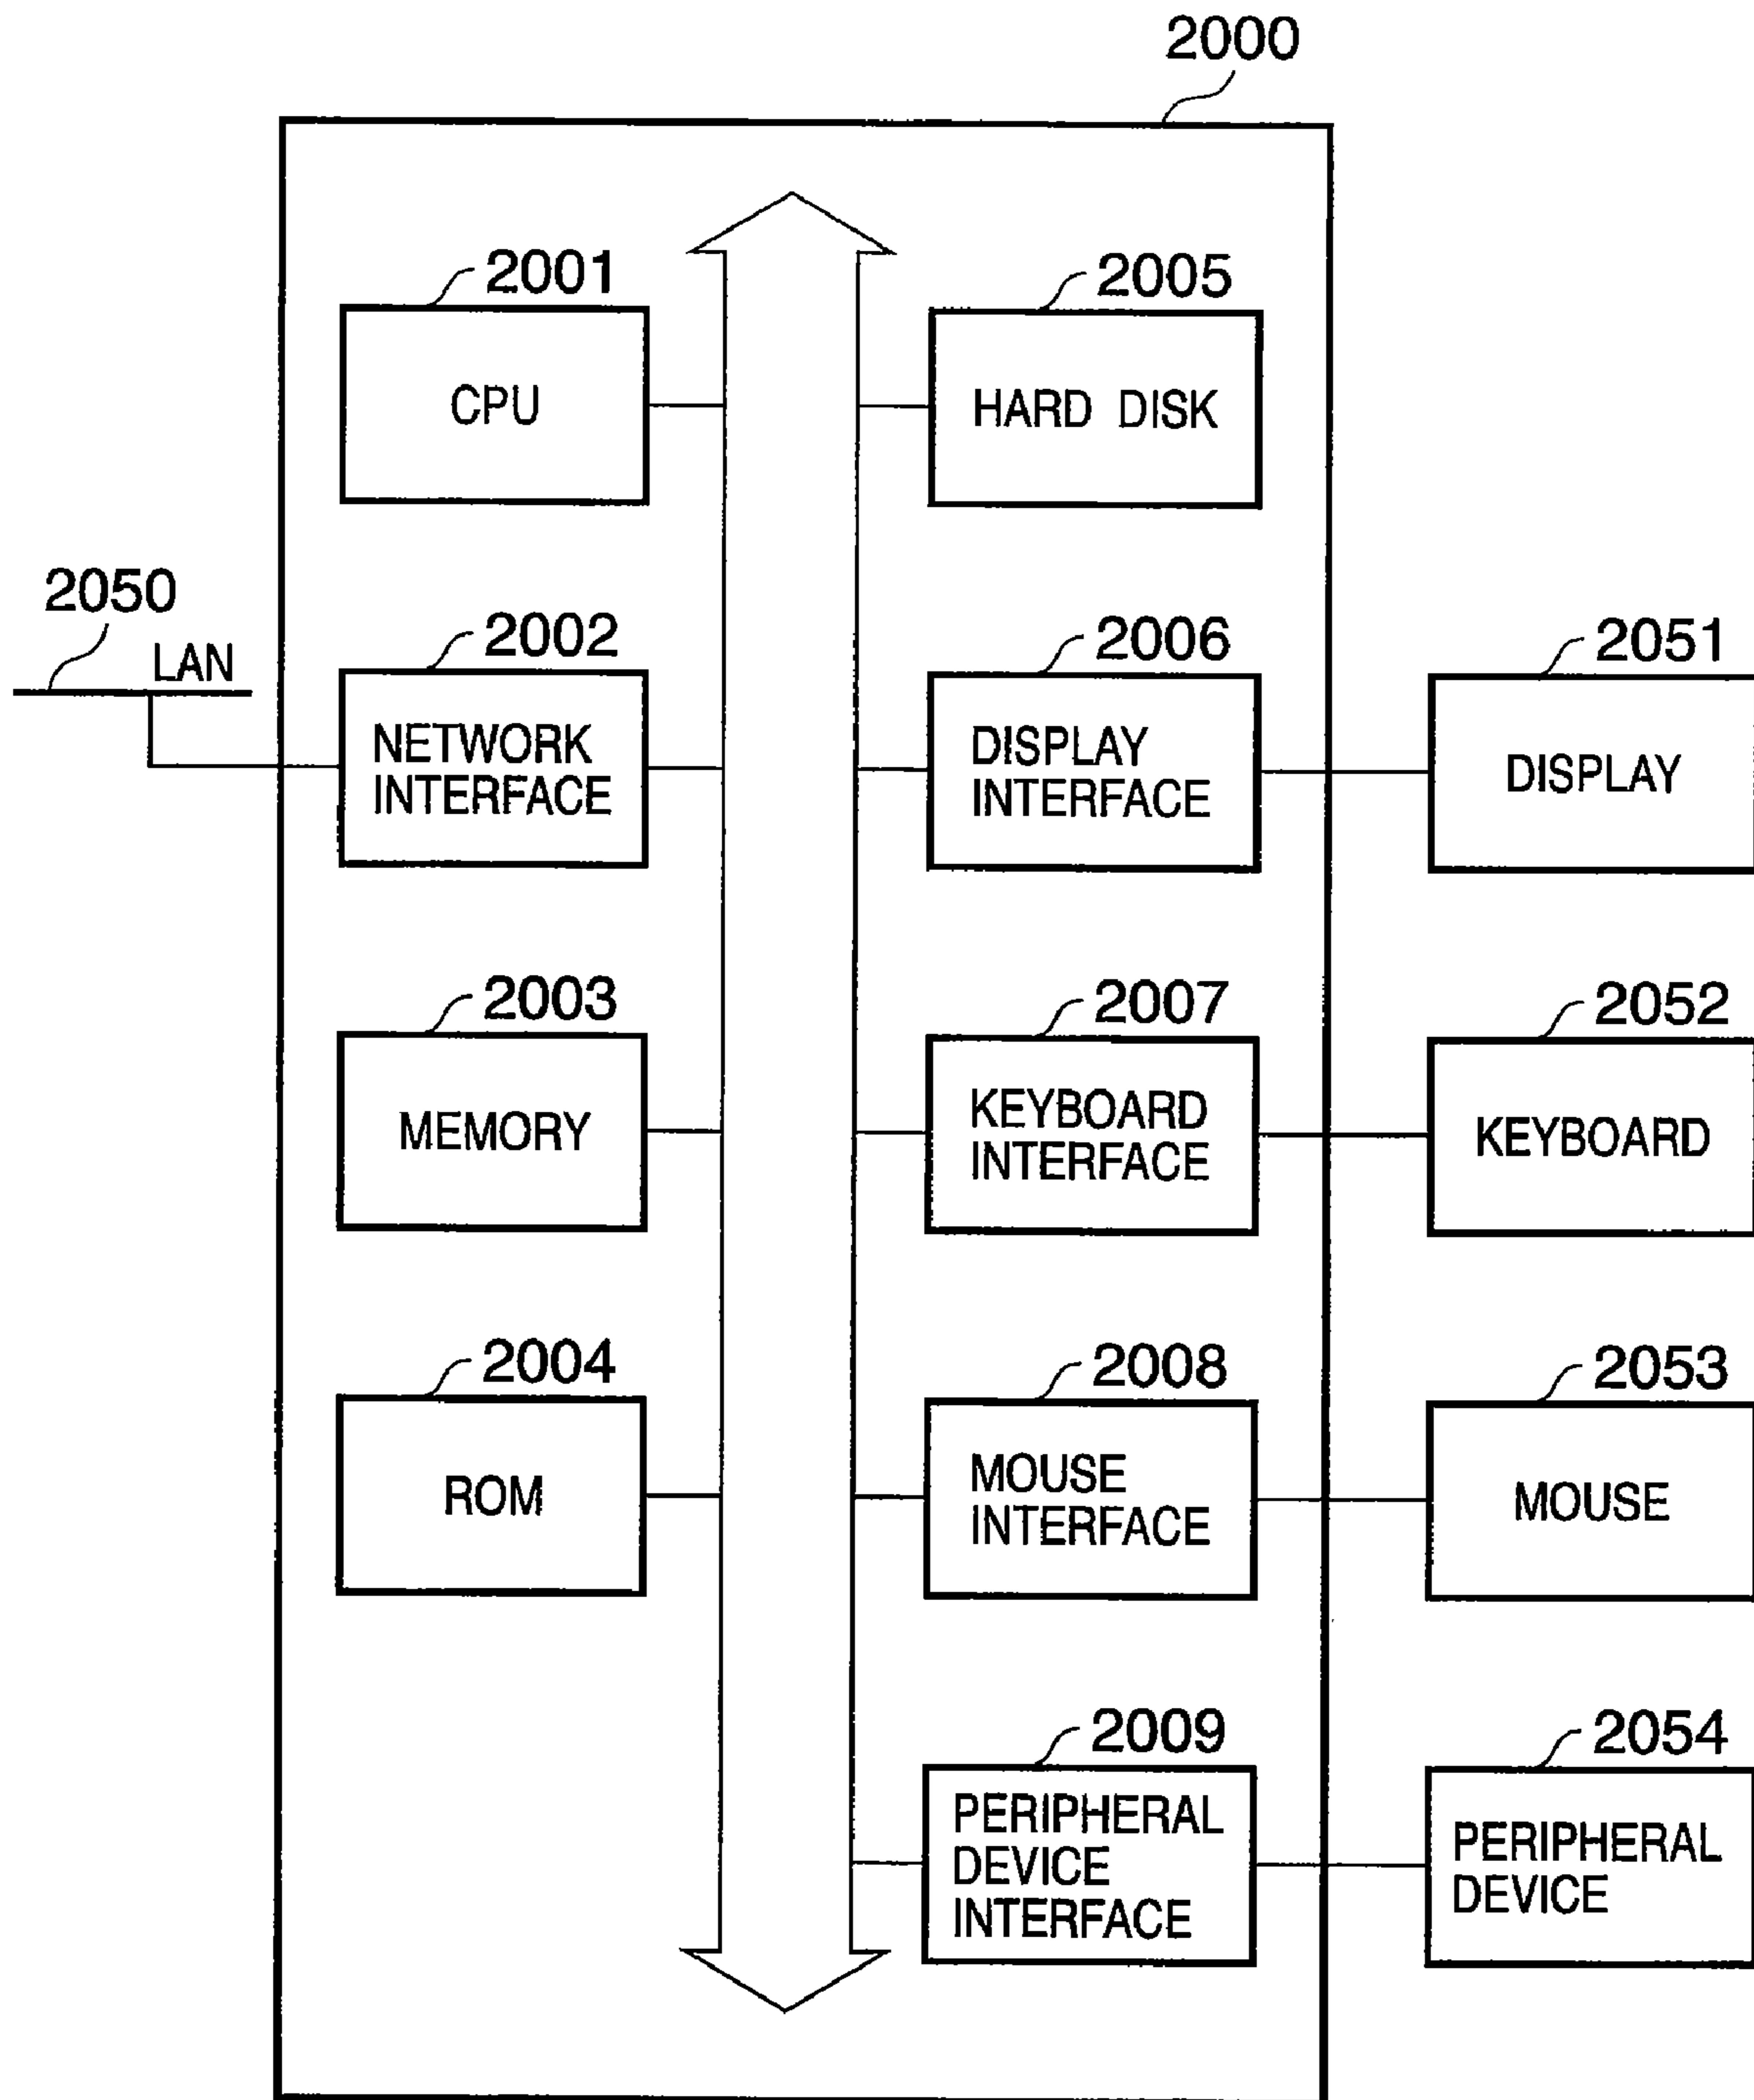 2000
2001
CPU
2005
HARD DISK
2050
LAN
2002
NETWORK
INTERFACE
2006
DISPLAY
INTERFACE
2051
DISPLAY
2003
MEMORY
2007
KEYBOARD
INTERFACE
2052
KEYBOARD
2004
ROM
2008
MOUSE
INTERFACE
2053
MOUSE
2009
PERIPHERAL
DEVICE
INTERFACE
2054
PERIPHERAL
DEVICE